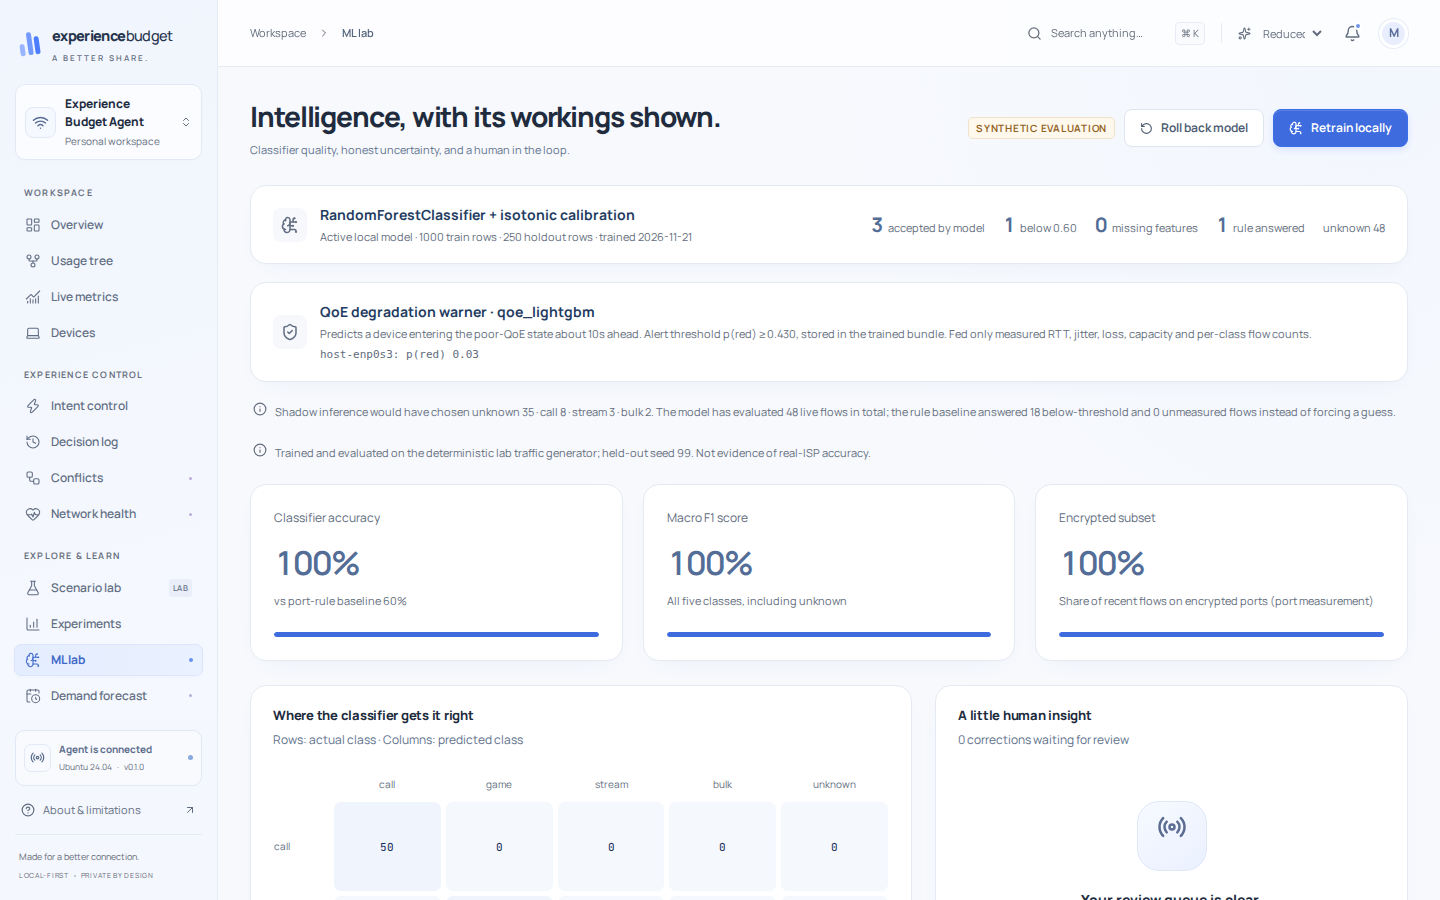 experiencebudget
A BETTER SHARE.
Experience
Budget Agent
Personal workspace
WORKSPACE
Overview
Usage tree
Live metrics
Devices
EXPERIENCE CONTROL
Intent control
Decision log
Conflicts
Network health
EXPLORE & LEARN
Scenario lab LAB
Experiments
ML lab
Demand forecast
Agent is connected
Ubuntu 24.04 · v0.1.0
About & limitations
Made for a better connection.
LOCAL-FIRST • PRIVATE BY DESIGN
Workspace > ML lab
Search anything... ⌘ K Reduced M
Intelligence, with its workings shown.
Classifier quality, honest uncertainty, and a human in the loop.
SYNTHETIC EVALUATION Roll back model Retrain locally
RandomForestClassifier + isotonic calibration
Active local model · 1000 train rows · 250 holdout rows · trained 2026-11-21
3 accepted by model 1 below 0.60 0 missing features 1 rule answered unknown 48
QoE degradation warner · qoe_lightgbm
Predicts a device entering the poor-QoE state about 10s ahead. Alert threshold p(red) ≥ 0.430, stored in the trained bundle. Fed only measured RTT, jitter, loss, capacity and per-class flow counts.
host-enp0s3: p(red) 0.03
Shadow inference would have chosen unknown 35 · call 8 · stream 3 · bulk 2. The model has evaluated 48 live flows in total; the rule baseline answered 18 below-threshold and 0 unmeasured flows instead of forcing a guess.
Trained and evaluated on the deterministic lab traffic generator; held-out seed 99. Not evidence of real-ISP accuracy.
Classifier accuracy
100%
vs port-rule baseline 60%
Macro F1 score
100%
All five classes, including unknown
Encrypted subset
100%
Share of recent flows on encrypted ports (port measurement)
Where the classifier gets it right
Rows: actual class · Columns: predicted class
call game stream bulk unknown
call 50 0 0 0 0
A little human insight
0 corrections waiting for review
Your review queue is clear